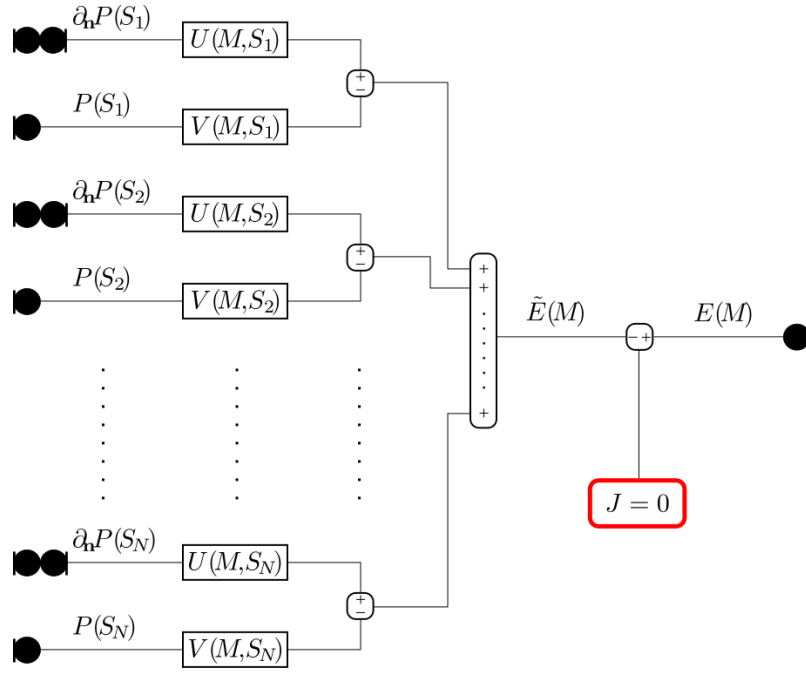 ∂ₙP(S₁)
U(M,S₁)
+
−
P(S₁)
V(M,S₁)
∂ₙP(S₂)
U(M,S₂)
+
−
P(S₂)
V(M,S₂)
+
+
+
Ẽ(M)
− +
E(M)
J = 0
∂ₙP(S_N)
U(M,S_N)
+
−
P(S_N)
V(M,S_N)